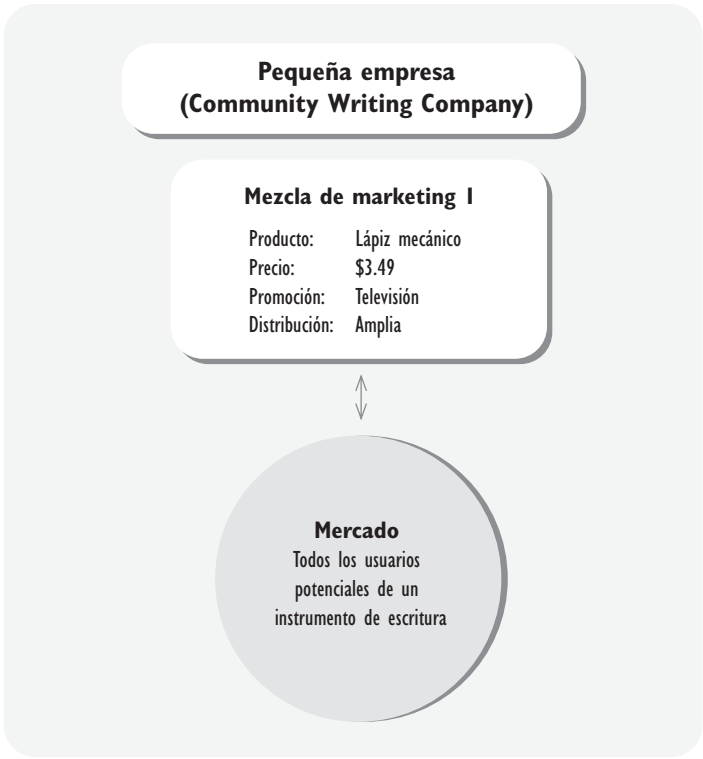 Pequeña empresa
(Community Writing Company)
Mezcla de marketing 1
Producto: Lápiz mecánico
Precio: $3.49
Promoción: Televisión
Distribución: Amplia
Mercado
Todos los usuarios
potenciales de un
instrumento de escritura